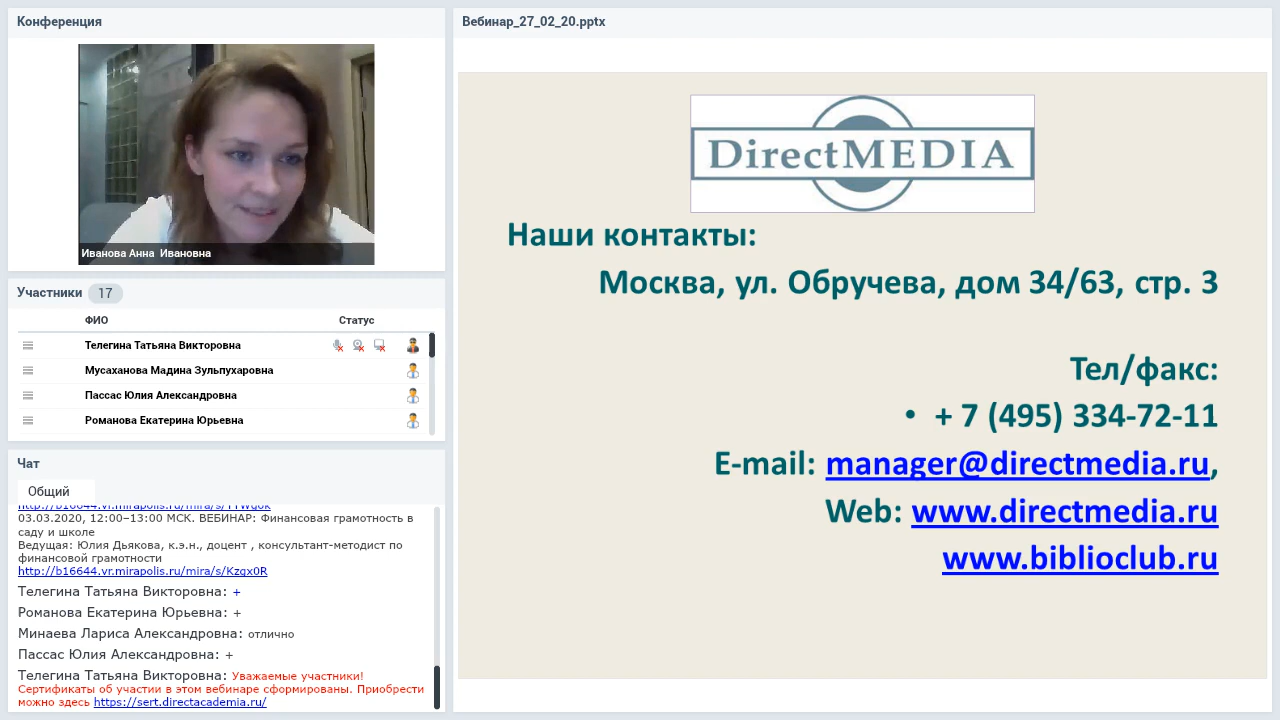 Конференция
Иванова Анна Ивановна
Участники 17
ФИО Статус
Телегина Татьяна Викторовна
Мусаханова Мадина Зульпухаровна
Пассас Юлия Александровна
Романова Екатерина Юрьевна
Чат
Общий
03.03.2020, 12:00–13:00 МСК. ВЕБИНАР: Финансовая грамотность в
саду и школе
Ведущая: Юлия Дьякова, к.э.н., доцент , консультант-методист по
финансовой грамотности
http://b16644.vr.mirapolis.ru/mira/s/Kzgx0R
Телегина Татьяна Викторовна: +
Романова Екатерина Юрьевна: +
Минаева Лариса Александровна: отлично
Пассас Юлия Александровна: +
Телегина Татьяна Викторовна: Уважаемые участники!
Сертификаты об участии в этом вебинаре сформированы. Приобрести
можно здесь https://sert.directacademia.ru/
Вебинар_27_02_20.pptx
DirectMEDIA
Наши контакты:
Москва, ул. Обручева, дом 34/63, стр. 3
Тел/факс:
• + 7 (495) 334-72-11
E-mail: manager@directmedia.ru,
Web: www.directmedia.ru
www.biblioclub.ru